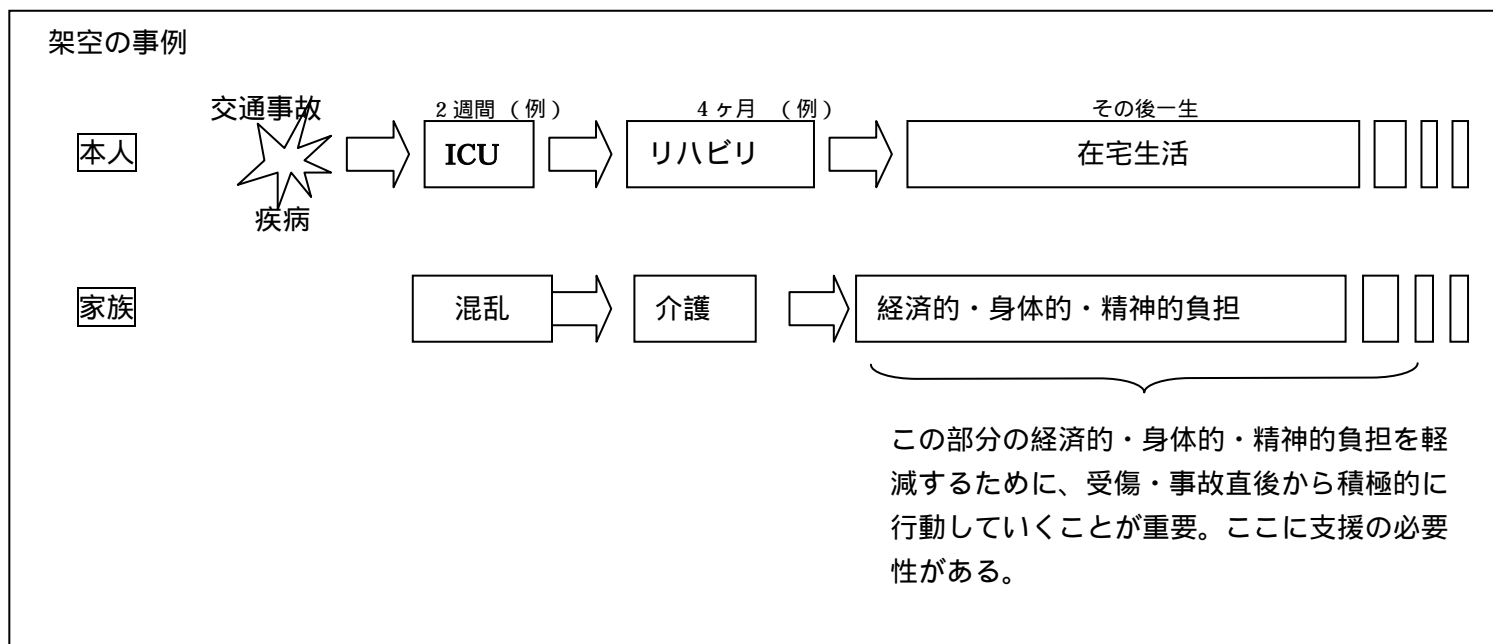 架空の事例
交通事故
2週間（例）
4ヶ月（例）
その後一生
本人
ICU
リハビリ
在宅生活
疾病
家族
混乱
介護
経済的・身体的・精神的負担
この部分の経済的・身体的・精神的負担を軽
減するために、受傷・事故直後から積極的に
行動していくことが重要。ここに支援の必要
性がある。